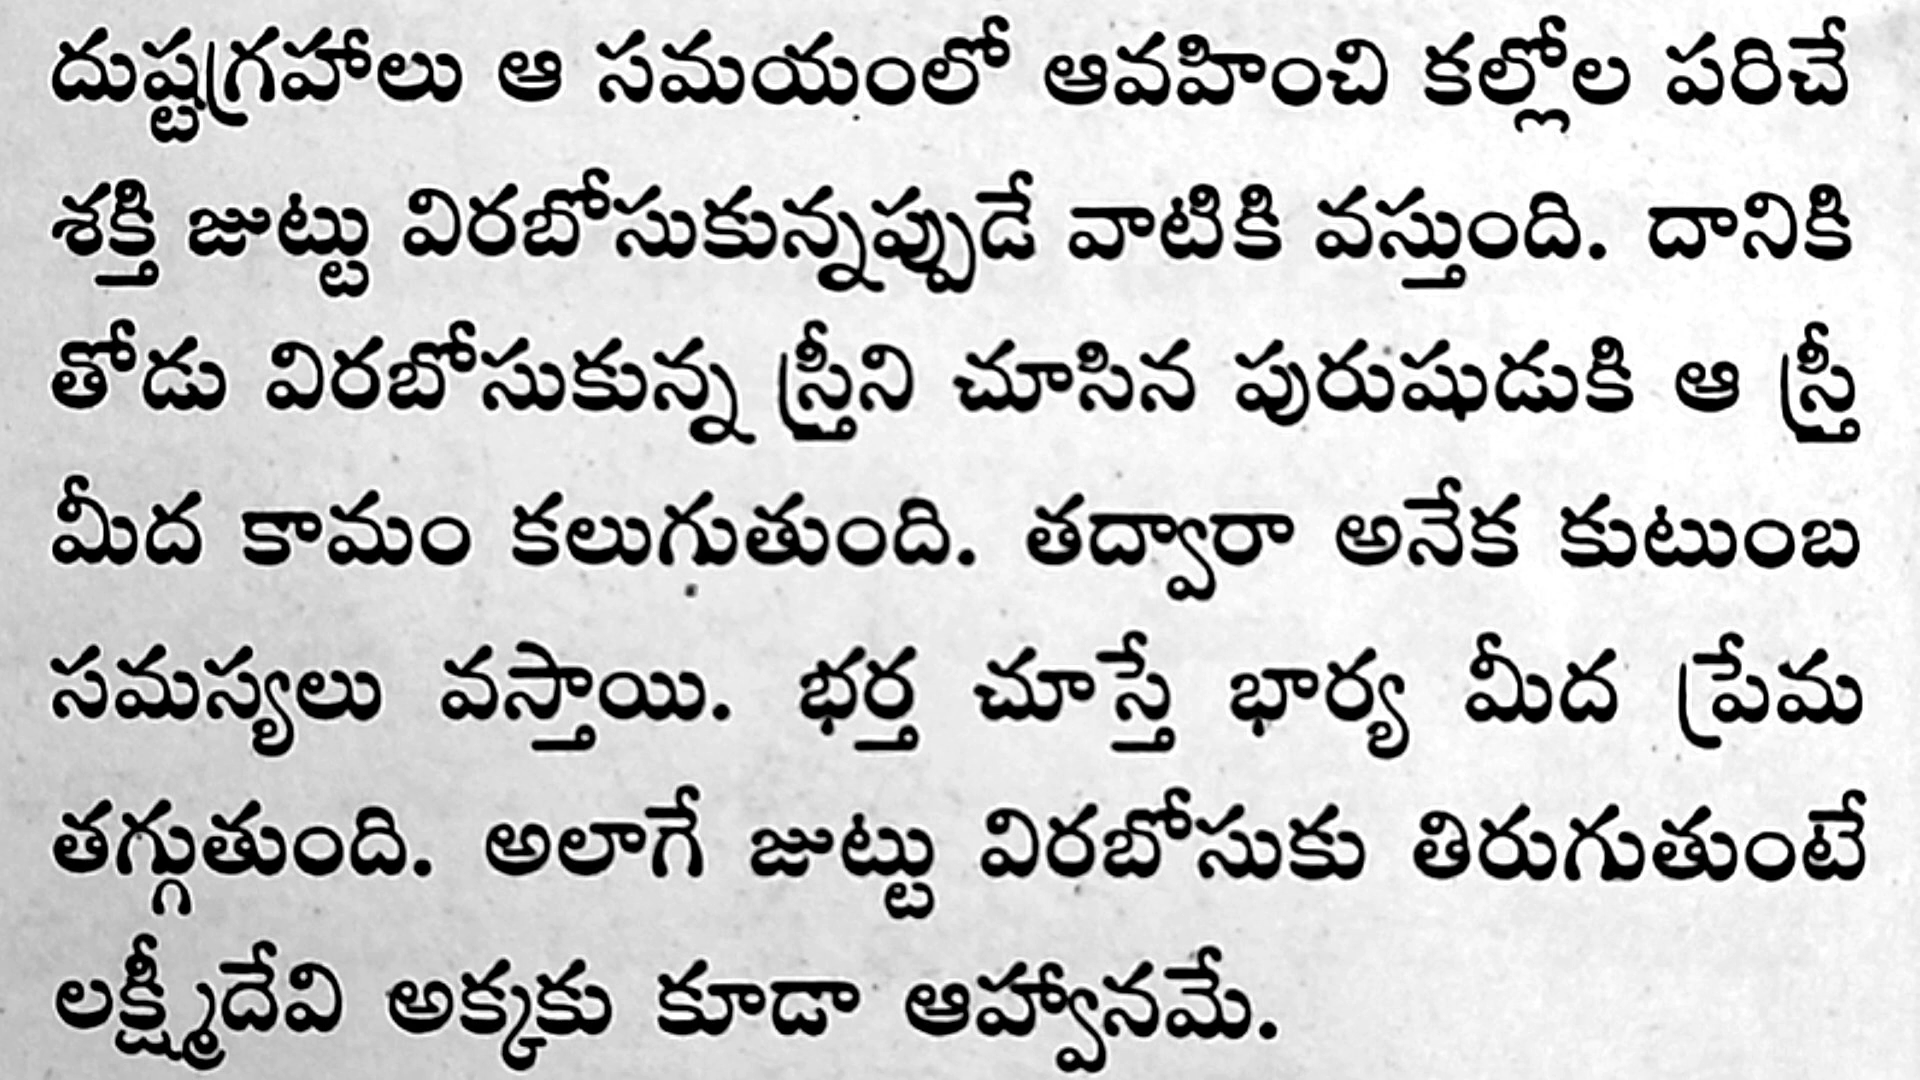 దుష్టగ్రహాలు ఆ సమయంలో ఆవహించి కల్లోల పరిచే
శక్తి జుట్టు విరబోసుకున్నప్పుడే వాటికి వస్తుంది. దానికి
తోడు విరబోసుకున్న స్త్రీని చూసిన పురుషుడుకి ఆ స్త్రీ
మీద కామం కలుగుతుంది. తద్వారా అనేక కుటుంబ
సమస్యలు వస్తాయి. భర్త చూస్తే భార్య మీద ప్రేమ
తగ్గుతుంది. అలాగే జుట్టు విరబోసుకు తిరుగుతుంటే
లక్ష్మీదేవి అక్కకు కూడా ఆహ్వానమే.